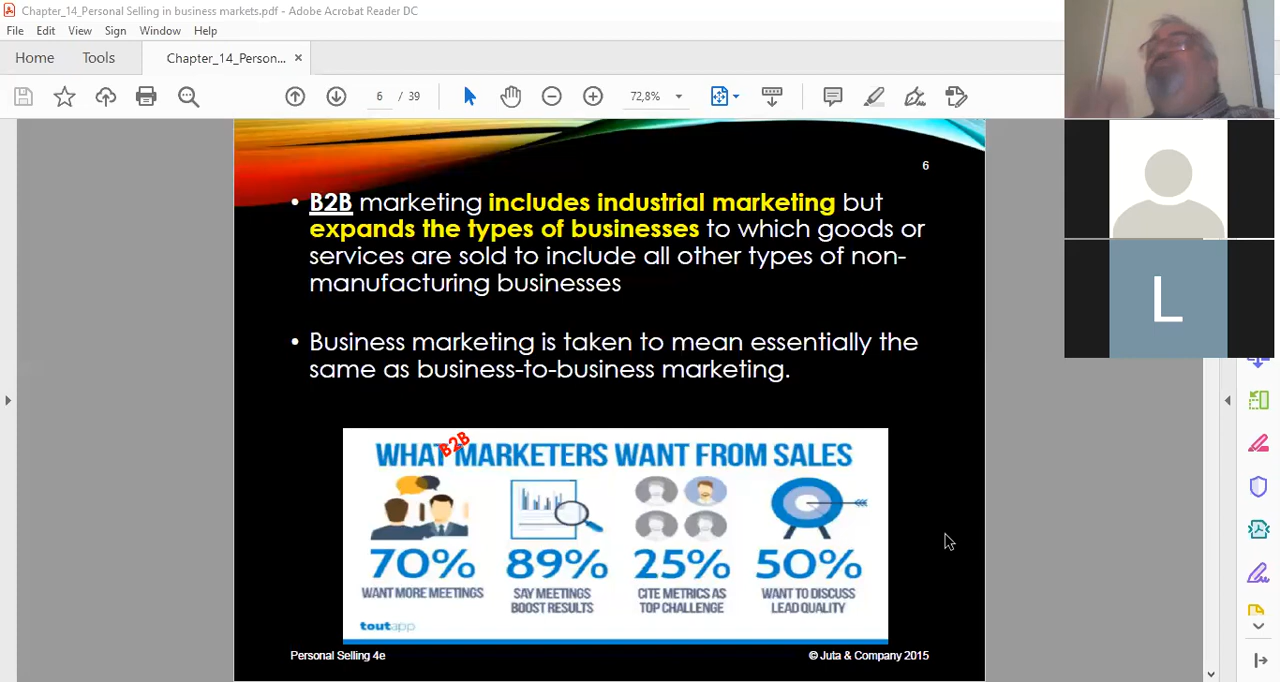 Chapter_14_Personal Selling in business markets.pdf - Adobe Acrobat Reader DC
File Edit View Sign Window Help
Home Tools Chapter_14_Person... ×
6 / 39 72,8%
6
• B2B marketing includes industrial marketing but
expands the types of businesses to which goods or
services are sold to include all other types of non-
manufacturing businesses
• Business marketing is taken to mean essentially the
same as business-to-business marketing.
B2B
WHAT MARKETERS WANT FROM SALES
70% 89% 25% 50%
WANT MORE MEETINGS SAY MEETINGS CITE METRICS AS WANT TO DISCUSS
BOOST RESULTS TOP CHALLENGE LEAD QUALITY
toutapp
Personal Selling 4e © Juta & Company 2015
L